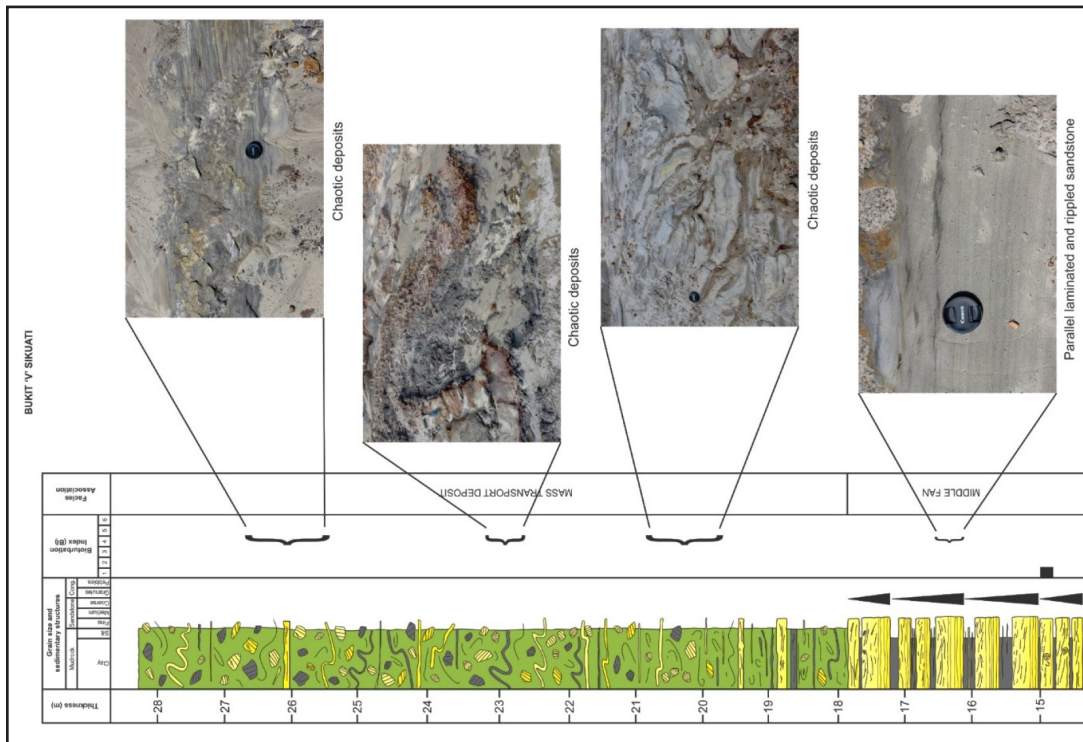 BUKIT 'V' SIKUATI
Chaotic deposits
Chaotic deposits
Chaotic deposits
Parallel laminated and rippled sandstone
Canon
Facies
Association
MASS TRANSPORT DEPOSIT
MIDDLE FAN
Bioturbation
Index (BI)
6
5
4
3
2
1
Grain size and
sedimentary structures
Mudrock
Sandstone
Cong.
Clay
Silt
Fine
Medium
Coarse
Granules
Pebbles
Thickness (m)
28
27
26
25
24
23
22
21
20
19
18
17
16
15